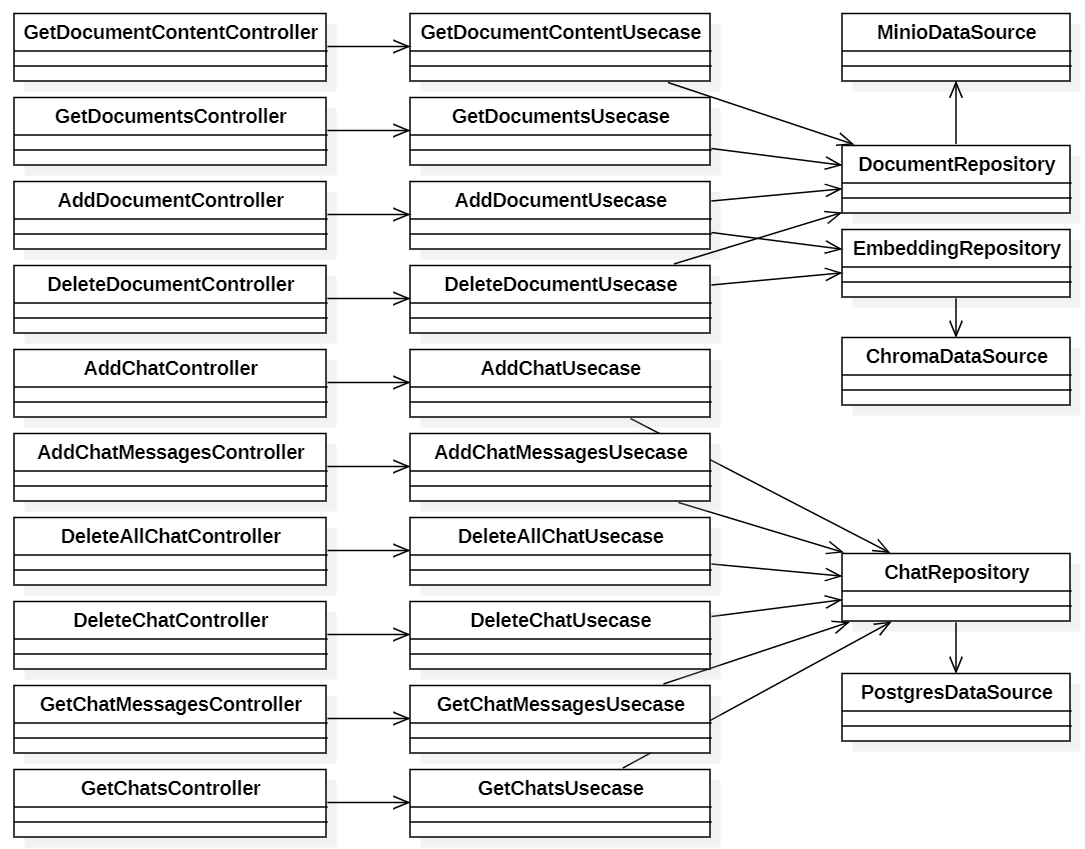 GetDocumentContentController
GetDocumentContentUsecase
MinioDataSource
GetDocumentsController
GetDocumentsUsecase
DocumentRepository
AddDocumentController
AddDocumentUsecase
EmbeddingRepository
DeleteDocumentController
DeleteDocumentUsecase
ChromaDataSource
AddChatController
AddChatUsecase
AddChatMessagesController
AddChatMessagesUsecase
DeleteAllChatController
DeleteAllChatUsecase
ChatRepository
DeleteChatController
DeleteChatUsecase
GetChatMessagesController
GetChatMessagesUsecase
PostgresDataSource
GetChatsController
GetChatsUsecase